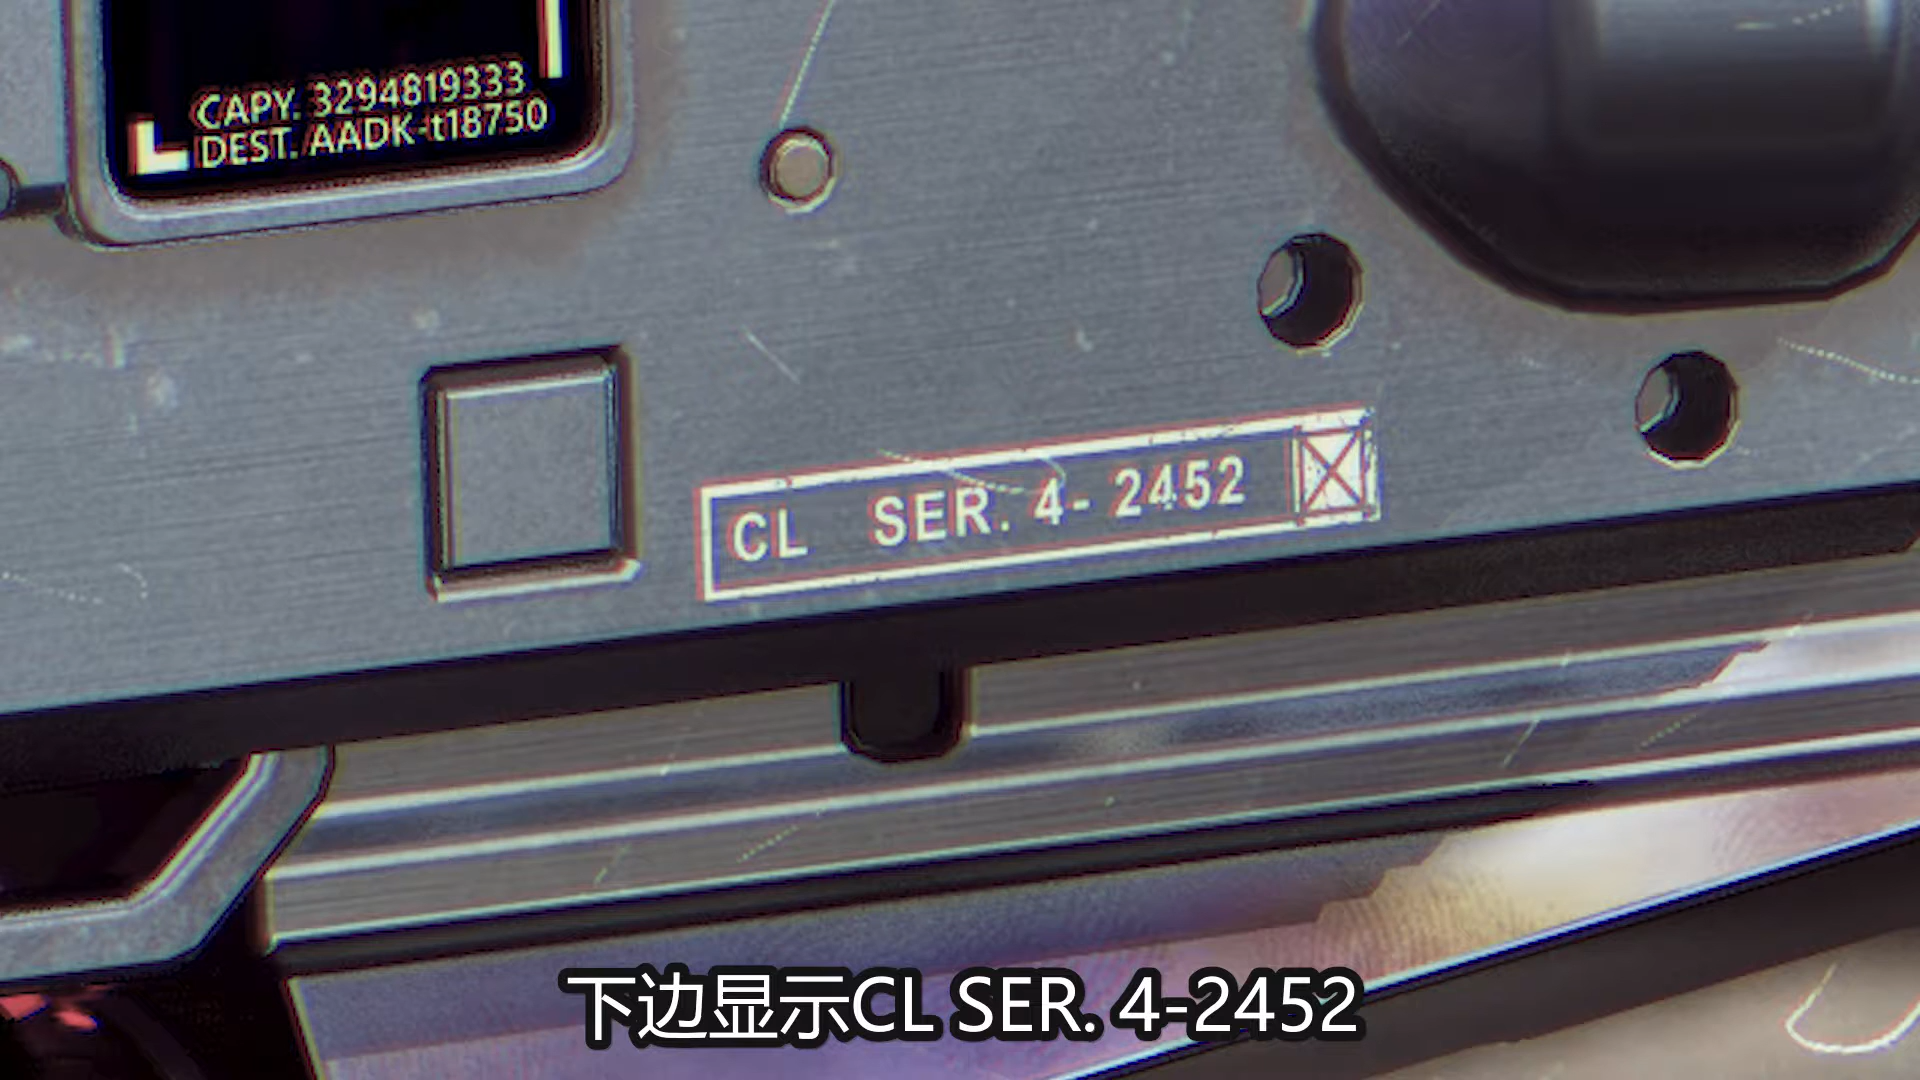 CAPY. 3294819333
DEST. AADK-t18750
CL SER. 4- 2452
下边显示CL SER. 4-2452